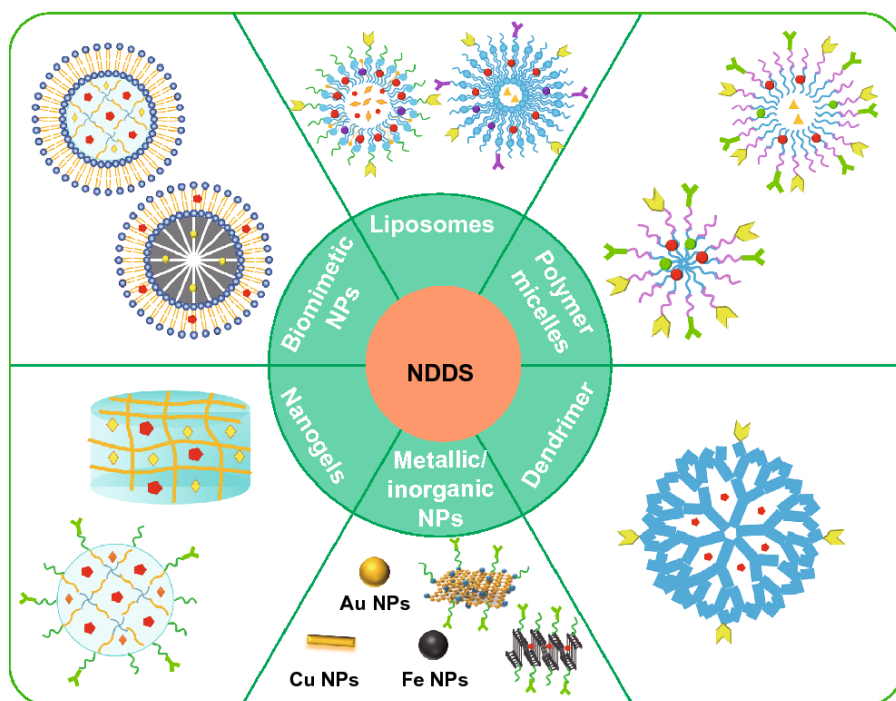 Liposomes
Polymer
micelles
Dendrimer
Metallic/
inorganic
NPs
Nanogels
Biomimetic
NPs
NDDS
Au NPs
Cu NPs
Fe NPs